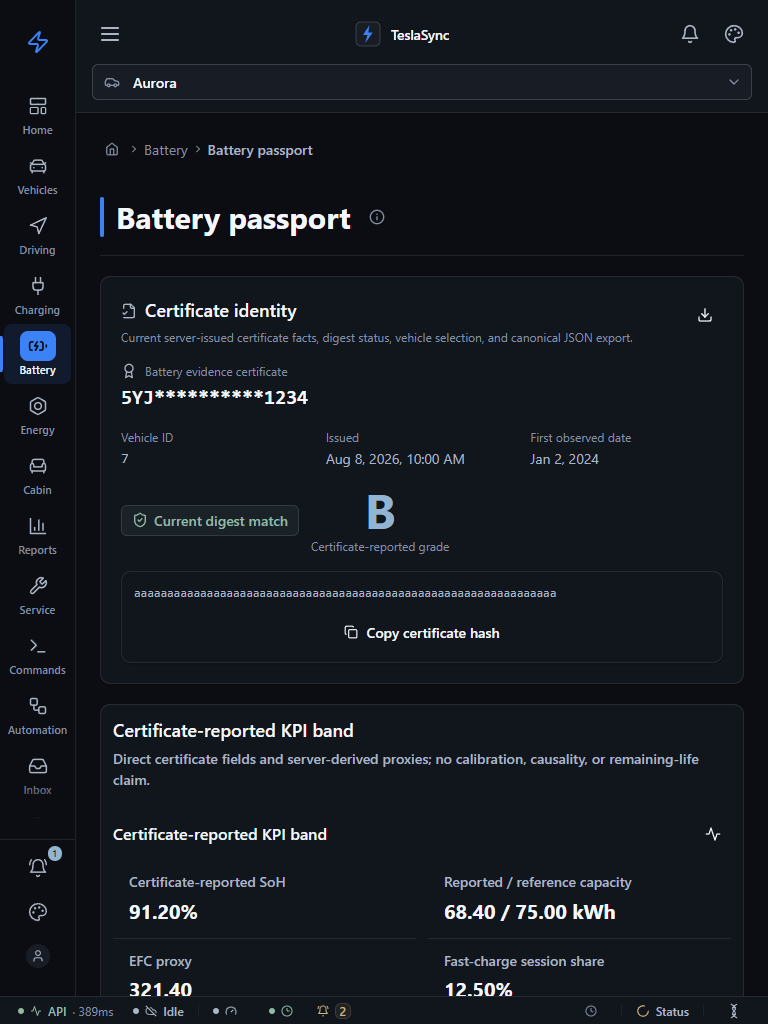 TeslaSync
Aurora
Home
Vehicles
Driving
Charging
Battery
Energy
Cabin
Reports
Service
Commands
Automation
Inbox
1
Battery
Battery passport
Battery passport
Certificate identity
Current server-issued certificate facts, digest status, vehicle selection, and canonical JSON export.
Battery evidence certificate
5YJ**********1234
Vehicle ID
7
Issued
Aug 8, 2026, 10:00 AM
First observed date
Jan 2, 2024
Current digest match
B
Certificate-reported grade
aaaaaaaaaaaaaaaaaaaaaaaaaaaaaaaaaaaaaaaaaaaaaaaaaaaaaaaaaaaaaaaa
Copy certificate hash
Certificate-reported KPI band
Direct certificate fields and server-derived proxies; no calibration, causality, or remaining-life
claim.
Certificate-reported KPI band
Certificate-reported SoH
91.20%
Reported / reference capacity
68.40 / 75.00 kWh
EFC proxy
321.40
Fast-charge session share
12.50%
API · 389ms
Idle
2
Status